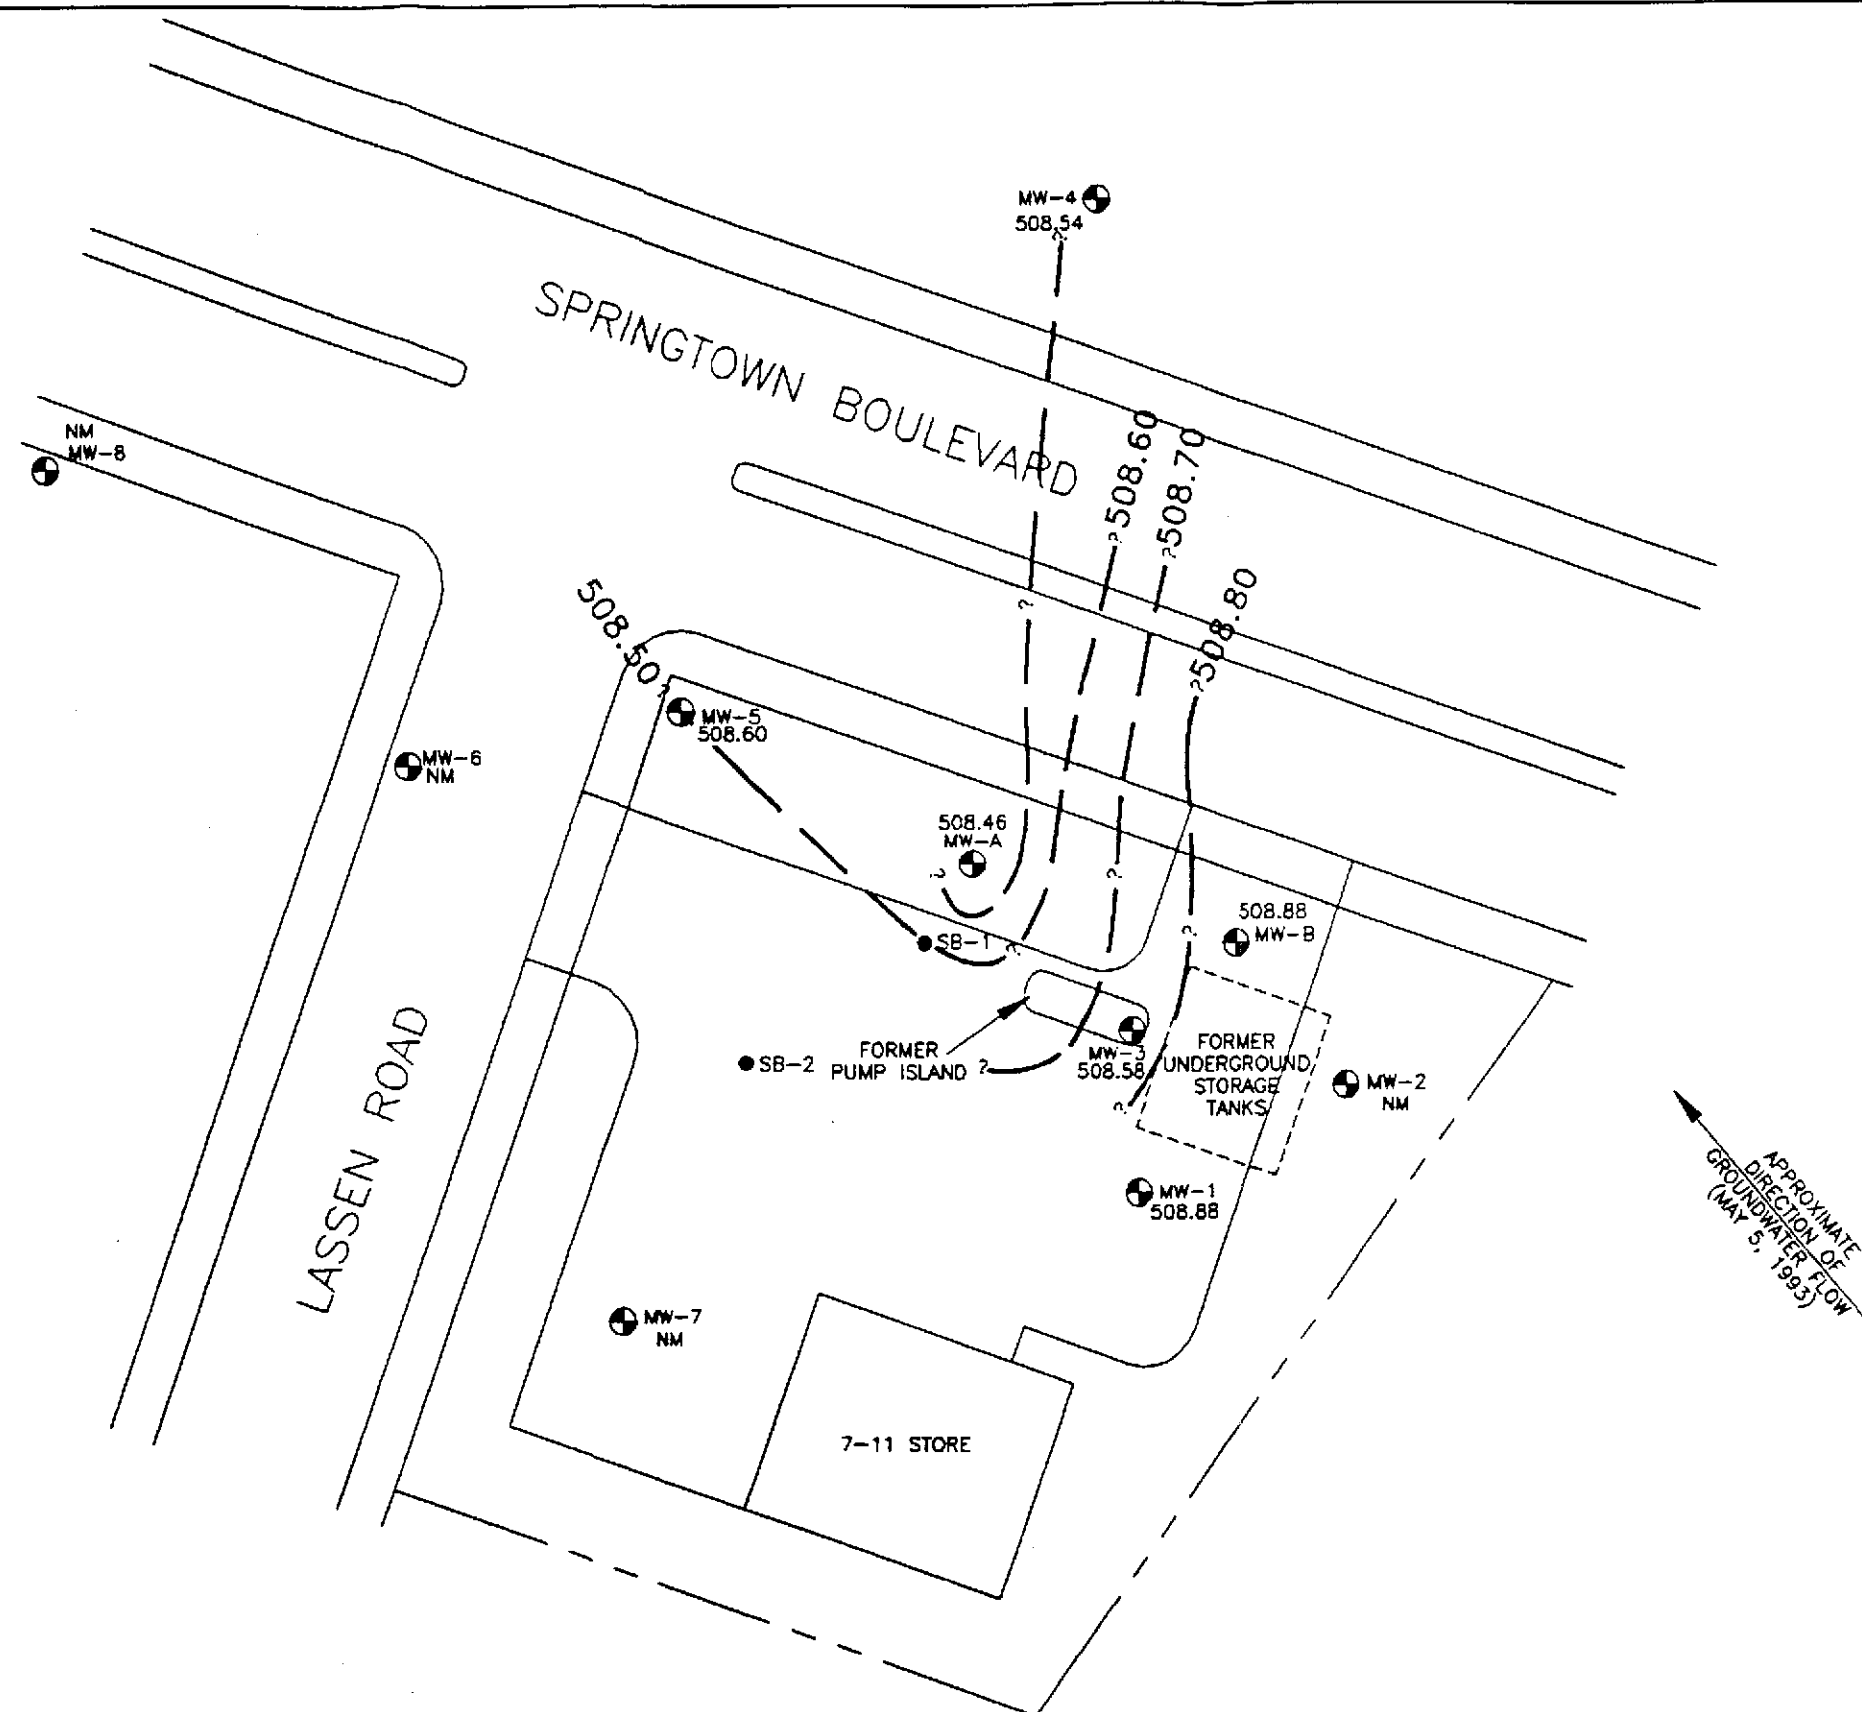 MW-4
508.54
SPRINGTOWN BOULEVARD
NM
MW-8
508.60
508.70
508.80
508.50
?
?
?
?
?
?
MW-5
508.60
MW-6
NM
508.46
MW-A
?
?
508.88
MW-B
?
SB-1
?
SB-2
FORMER
PUMP ISLAND
?
MW-3
508.58
FORMER
UNDERGROUND
STORAGE
TANKS
?
MW-2
NM
MW-1
508.88
LASSEN ROAD
MW-7
NM
7-11 STORE
APPROXIMATE
DIRECTION OF
GROUNDWATER FLOW
(MAY 5, 1993)